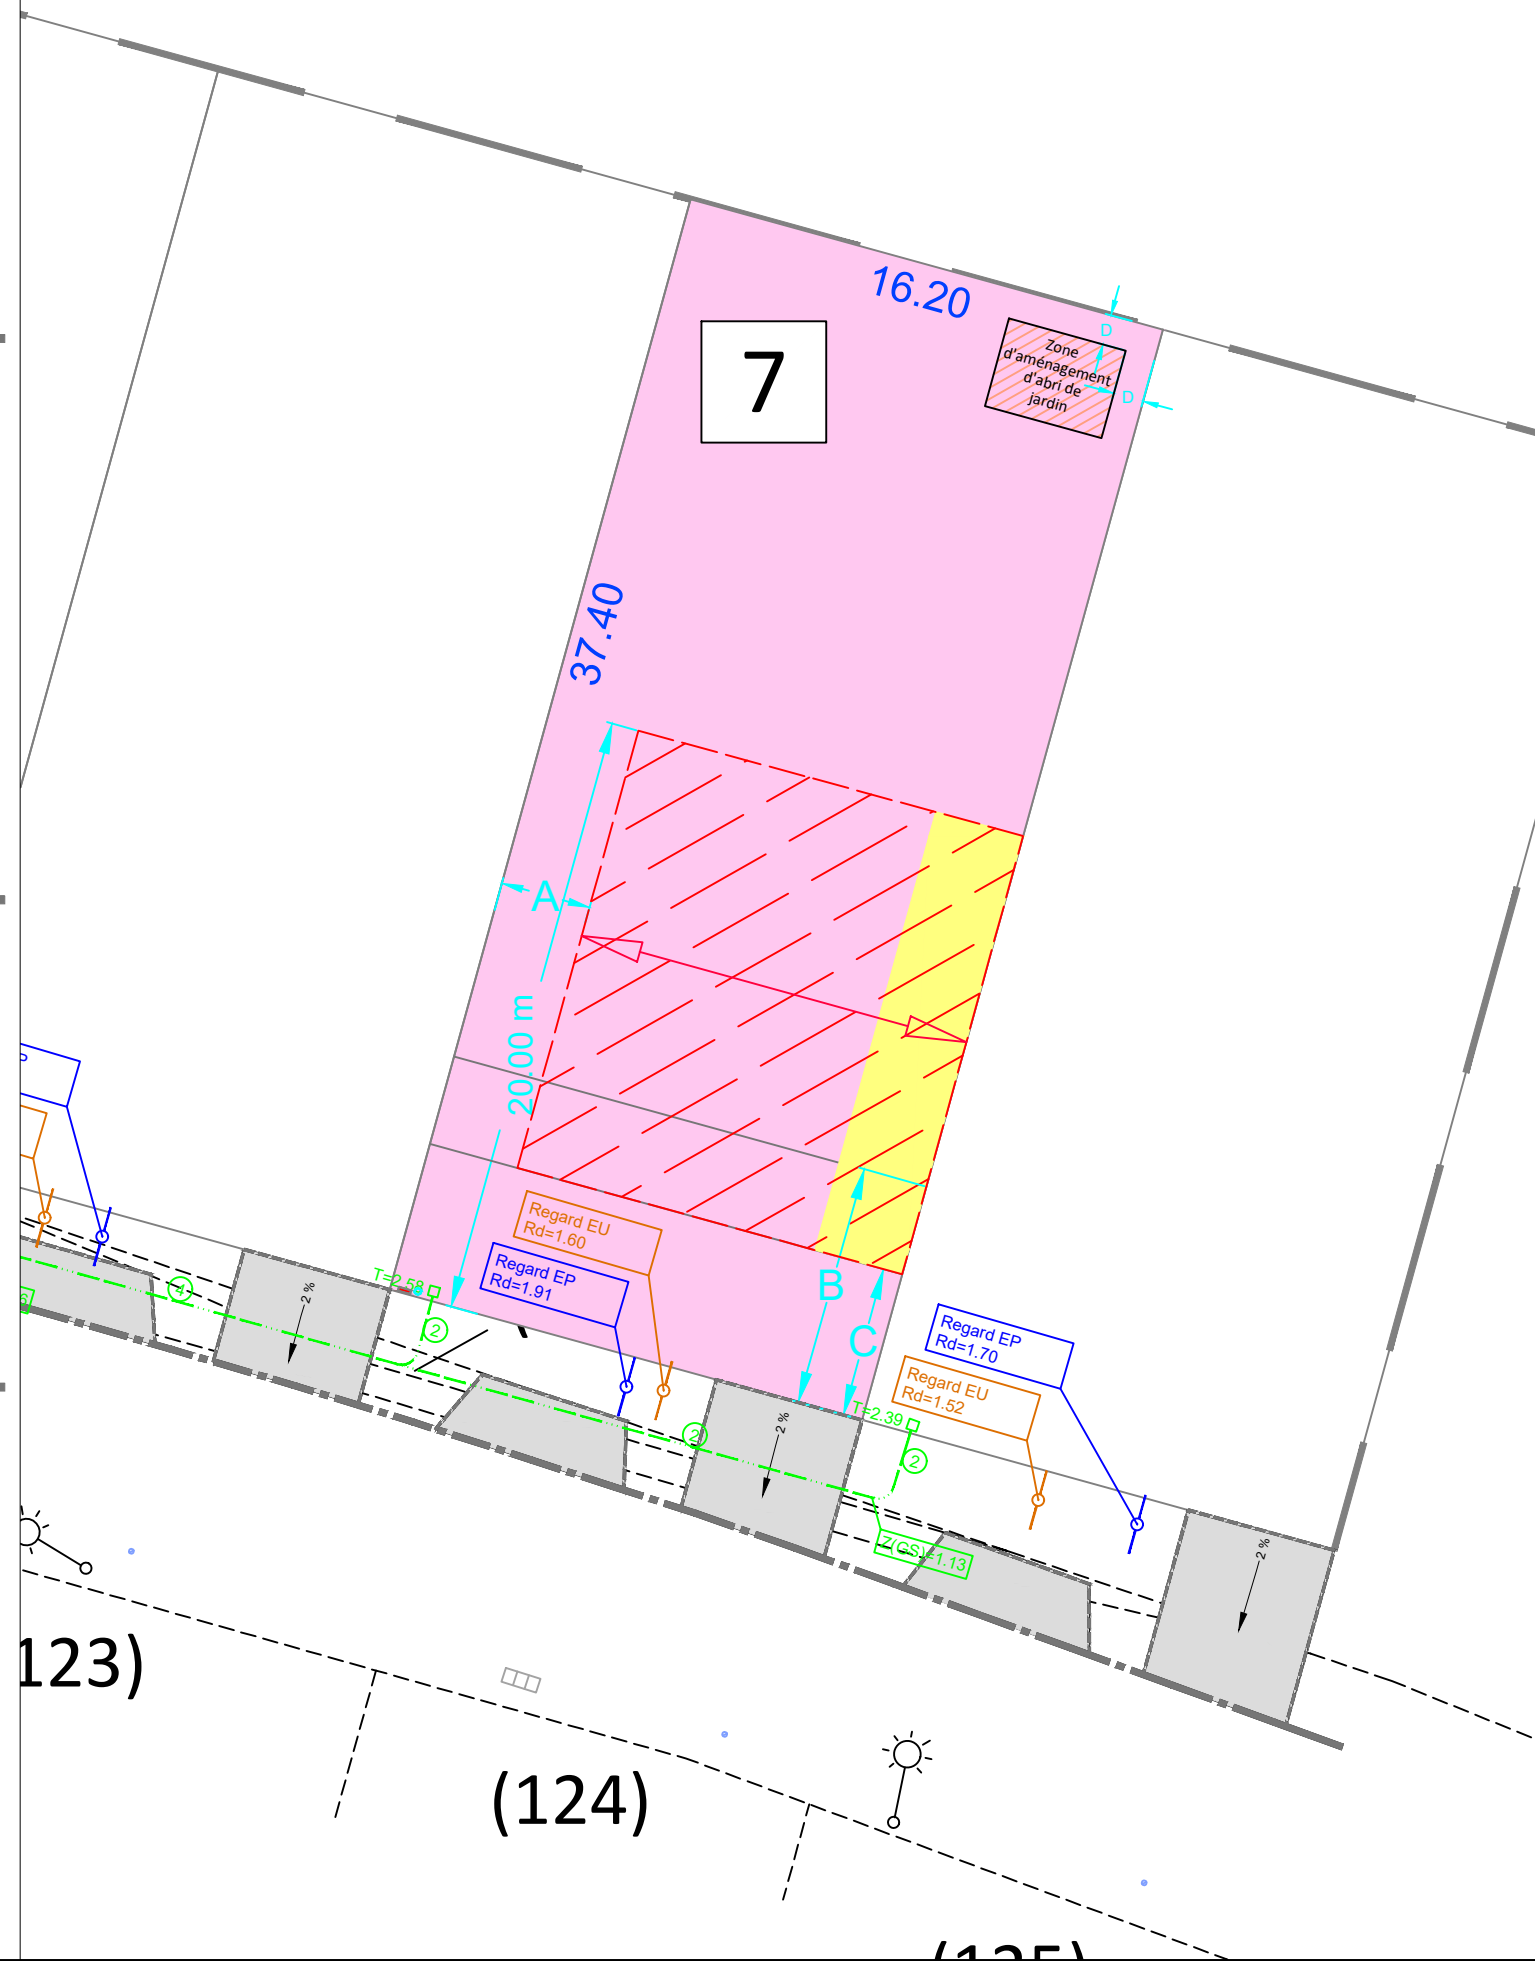 16.20
D
Zone
d'aménagement
d'abri de
jardin
D
7
37.40
A
20.00 m
Regard EU
Rd=1.60
Regard EP
Rd=1.91
B
C
T=2.58
4
2 %
2
Regard EP
Rd=1.70
Regard EU
Rd=1.52
T=2.39
2
2 %
2
Z(GS)=1.13
2 %
123)
(124)
(125)